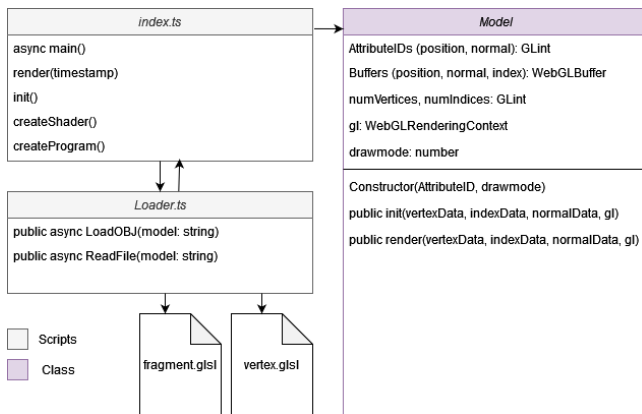 index.ts
async main()
render(timestamp)
init()
createShader()
createProgram()
Loader.ts
public async LoadOBJ(model: string)
public async ReadFile(model: string)
fragment.glsl
vertex.glsl
Scripts
Class
Model
AttributeIDs (position, normal): GLint
Buffers (position, normal, index): WebGLBuffer
numVertices, numIndices: GLint
gl: WebGLRenderingContext
drawmode: number
Constructor(AttributeID, drawmode)
public init(vertexData, indexData, normalData, gl)
public render(vertexData, indexData, normalData, gl)